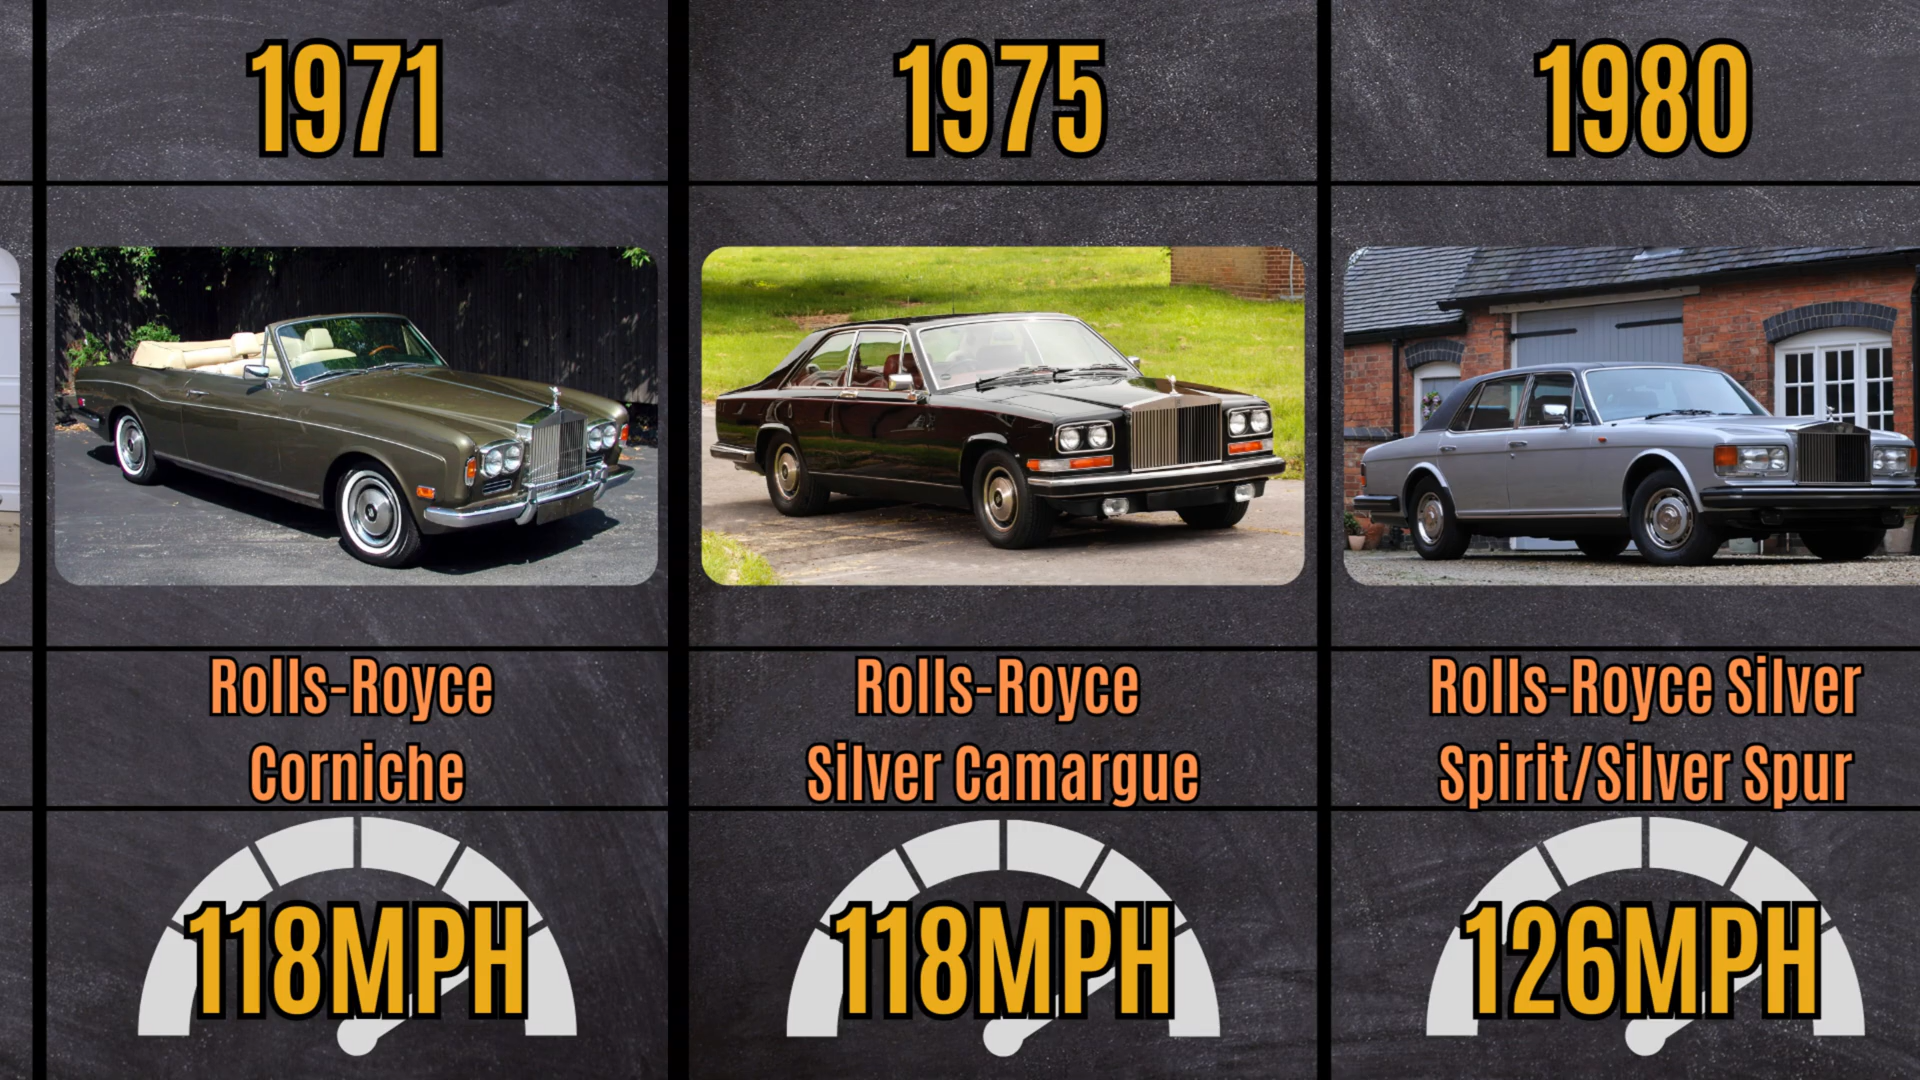 1971
1975
1980
Rolls-Royce
Corniche
Rolls-Royce
Silver Camargue
Rolls-Royce Silver
Spirit/Silver Spur
118MPH
118MPH
126MPH